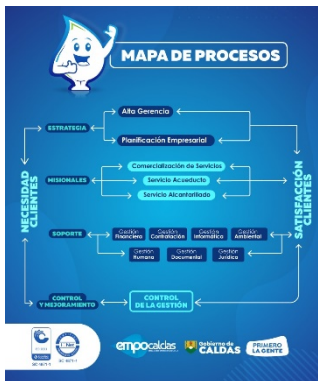 MAPA DE PROCESOS
NECESIDAD
CLIENTES
ESTRATEGIA
Alta Gerencia
Planificación Empresarial
MISIONALES
Comercialización de Servicios
Servicio Acueducto
Servicio Alcantarillado
SOPORTE
Gestión
Financiero
Gestión
Contratación
Gestión
Informático
Gestión
Ambiental
Gestión
Humana
Gestión
Documental
Gestión
Jurídica
CONTROL
Y MEJORAMIENTO
CONTROL
DE LA GESTIÓN
SATISFACCIÓN
CLIENTES
empocaldas
Gobierno de
CALDAS
PRIMERO
LA GENTE